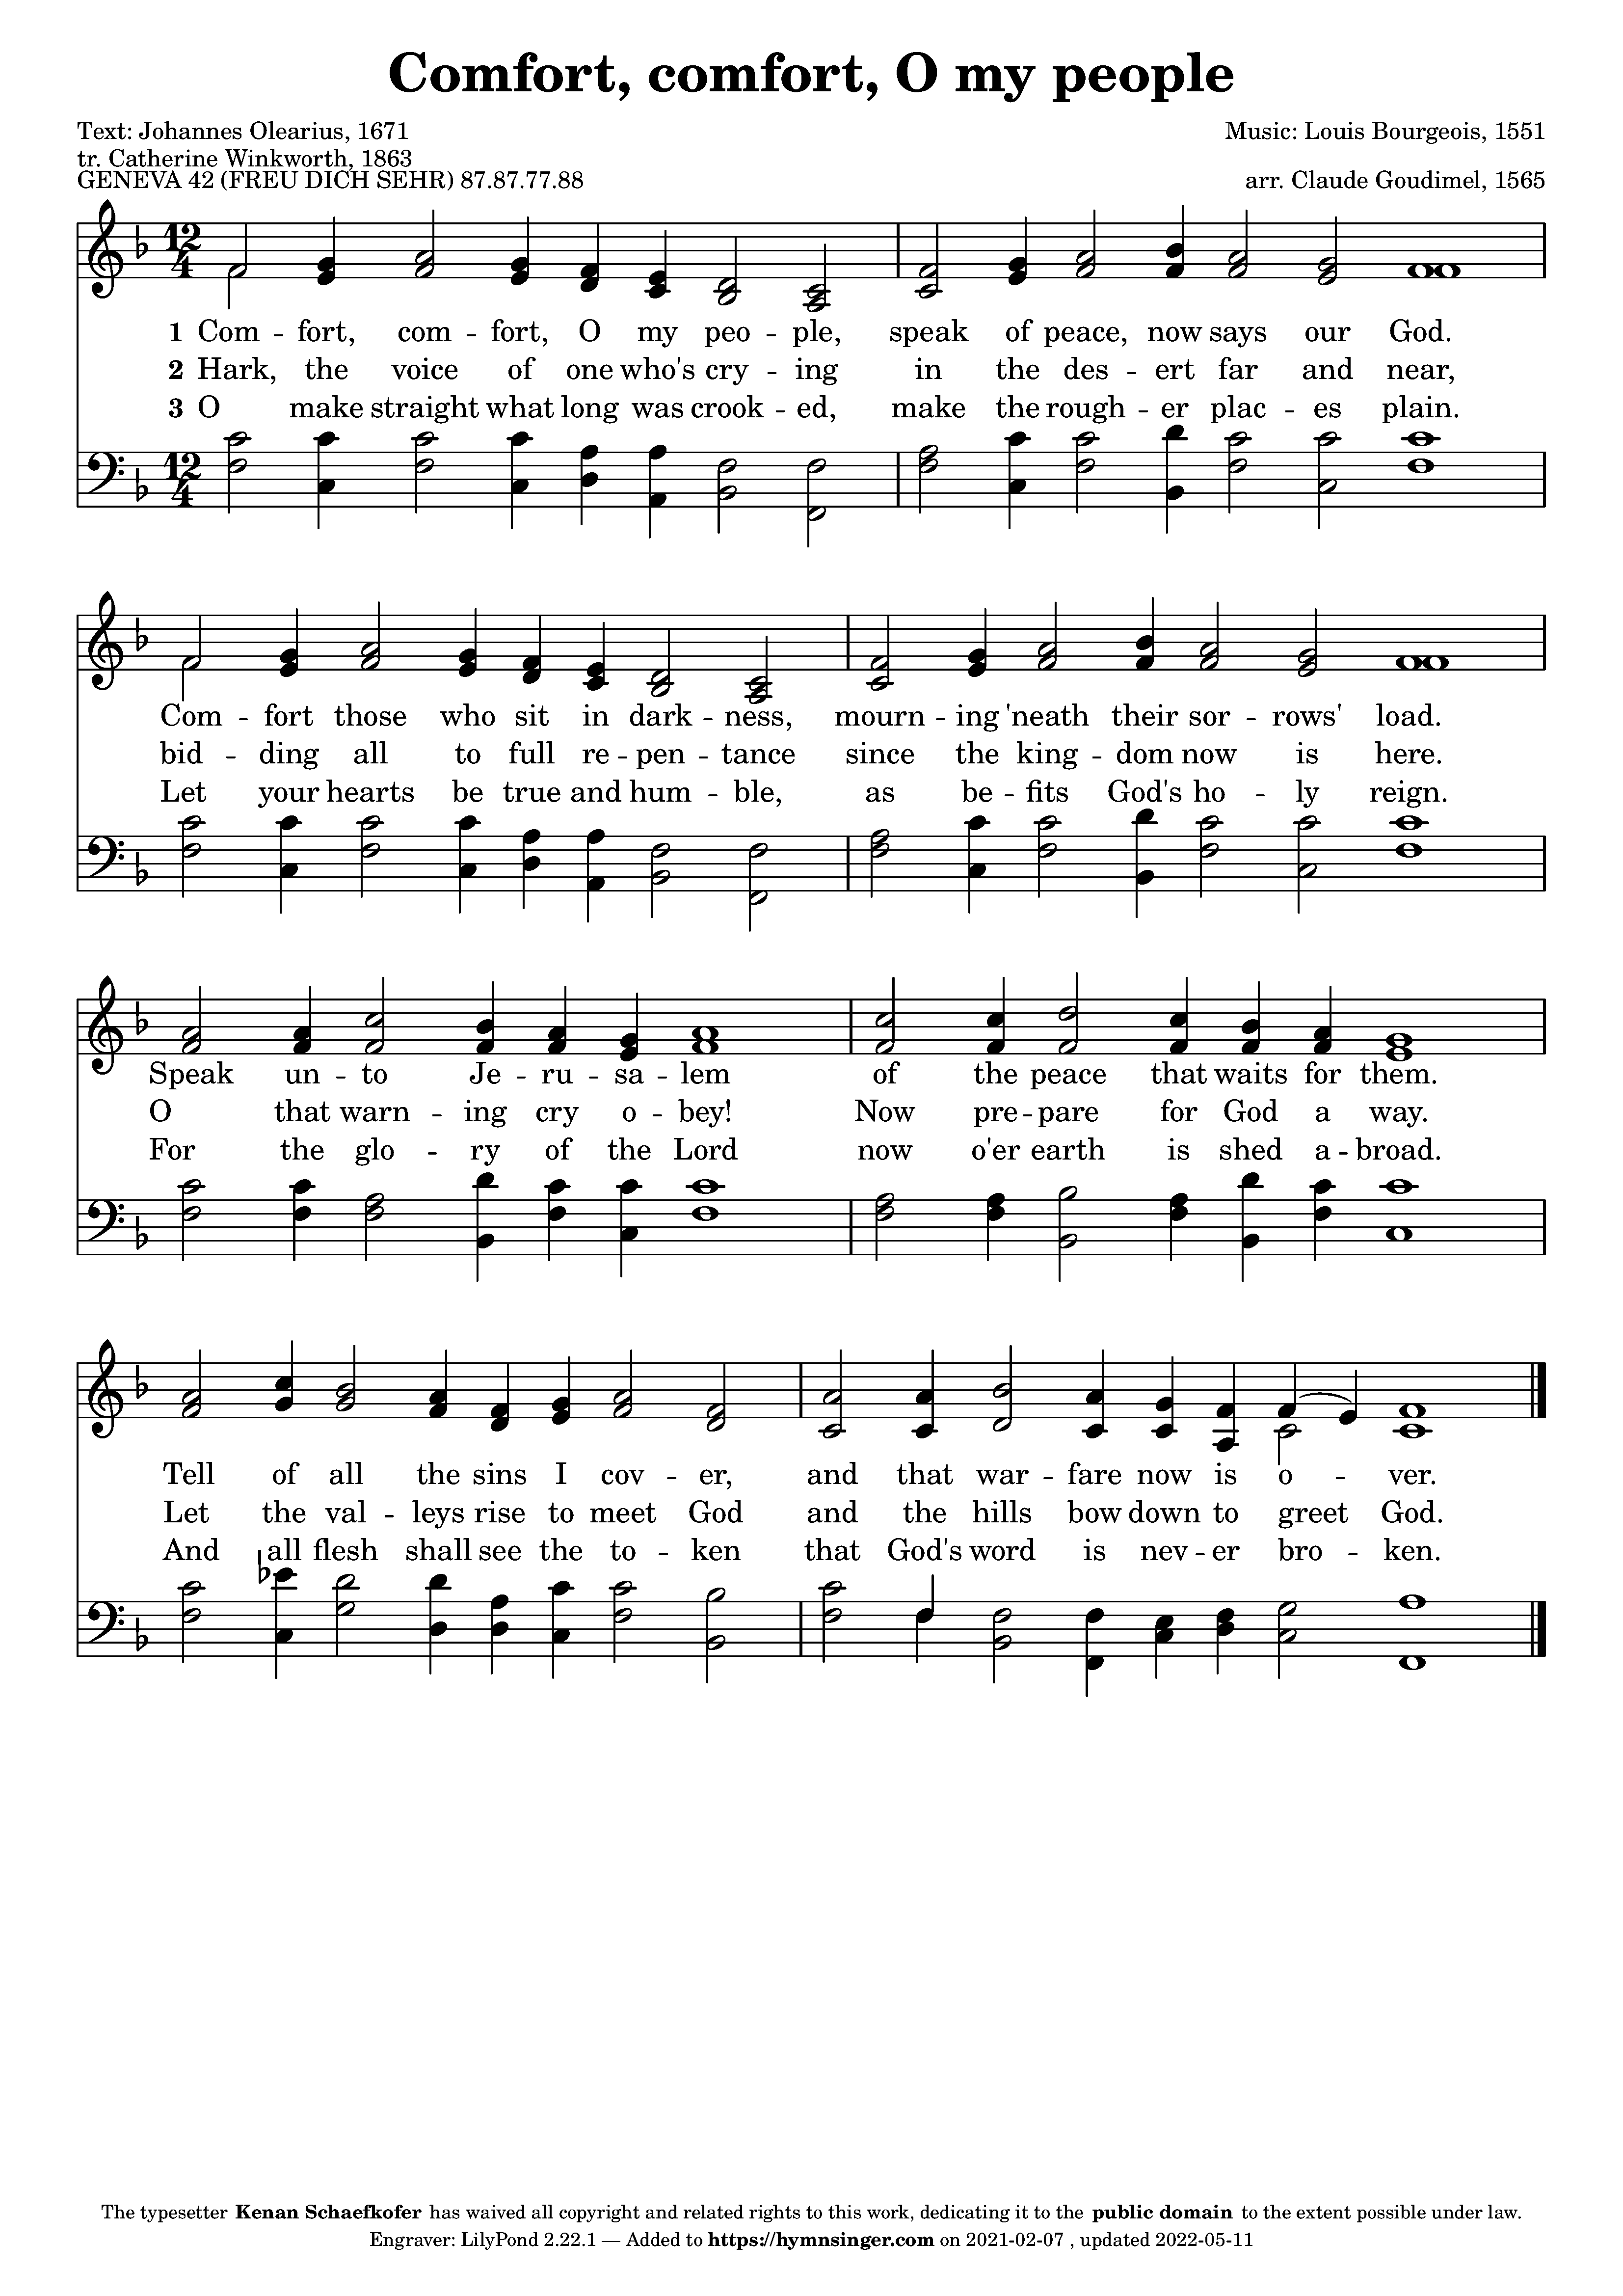 Comfort, comfort, O my people
Text: Johannes Olearius, 1671
Music: Louis Bourgeois, 1551
tr. Catherine Winkworth, 1863
GENEVA 42 (FREU DICH SEHR) 87.87.77.88
arr. Claude Goudimel, 1565
12
4
1 Com - fort, com - fort, O my peo - ple, speak of peace, now says our God.
2 Hark, the voice of one who's cry - ing in the des - ert far and near,
3 O make straight what long was crook - ed, make the rough - er plac - es plain.
12
4
Com - fort those who sit in dark - ness, mourn - ing 'neath their sor - rows' load.
bid - ding all to full re - pen - tance since the king - dom now is here.
Let your hearts be true and hum - ble, as be - fits God's ho - ly reign.
Speak un - to Je - ru - sa - lem of the peace that waits for them.
O that warn - ing cry o - bey! Now pre - pare for God a way.
For the glo - ry of the Lord now o'er earth is shed a - broad.
Tell of all the sins I cov - er, and that war - fare now is o - ver.
Let the val - leys rise to meet God and the hills bow down to greet God.
And all flesh shall see the to - ken that God's word is nev - er bro - ken.
The typesetter Kenan Schaefkofer has waived all copyright and related rights to this work, dedicating it to the public domain to the extent possible under law.
Engraver: LilyPond 2.22.1 — Added to https://hymnsinger.com on 2021-02-07 , updated 2022-05-11